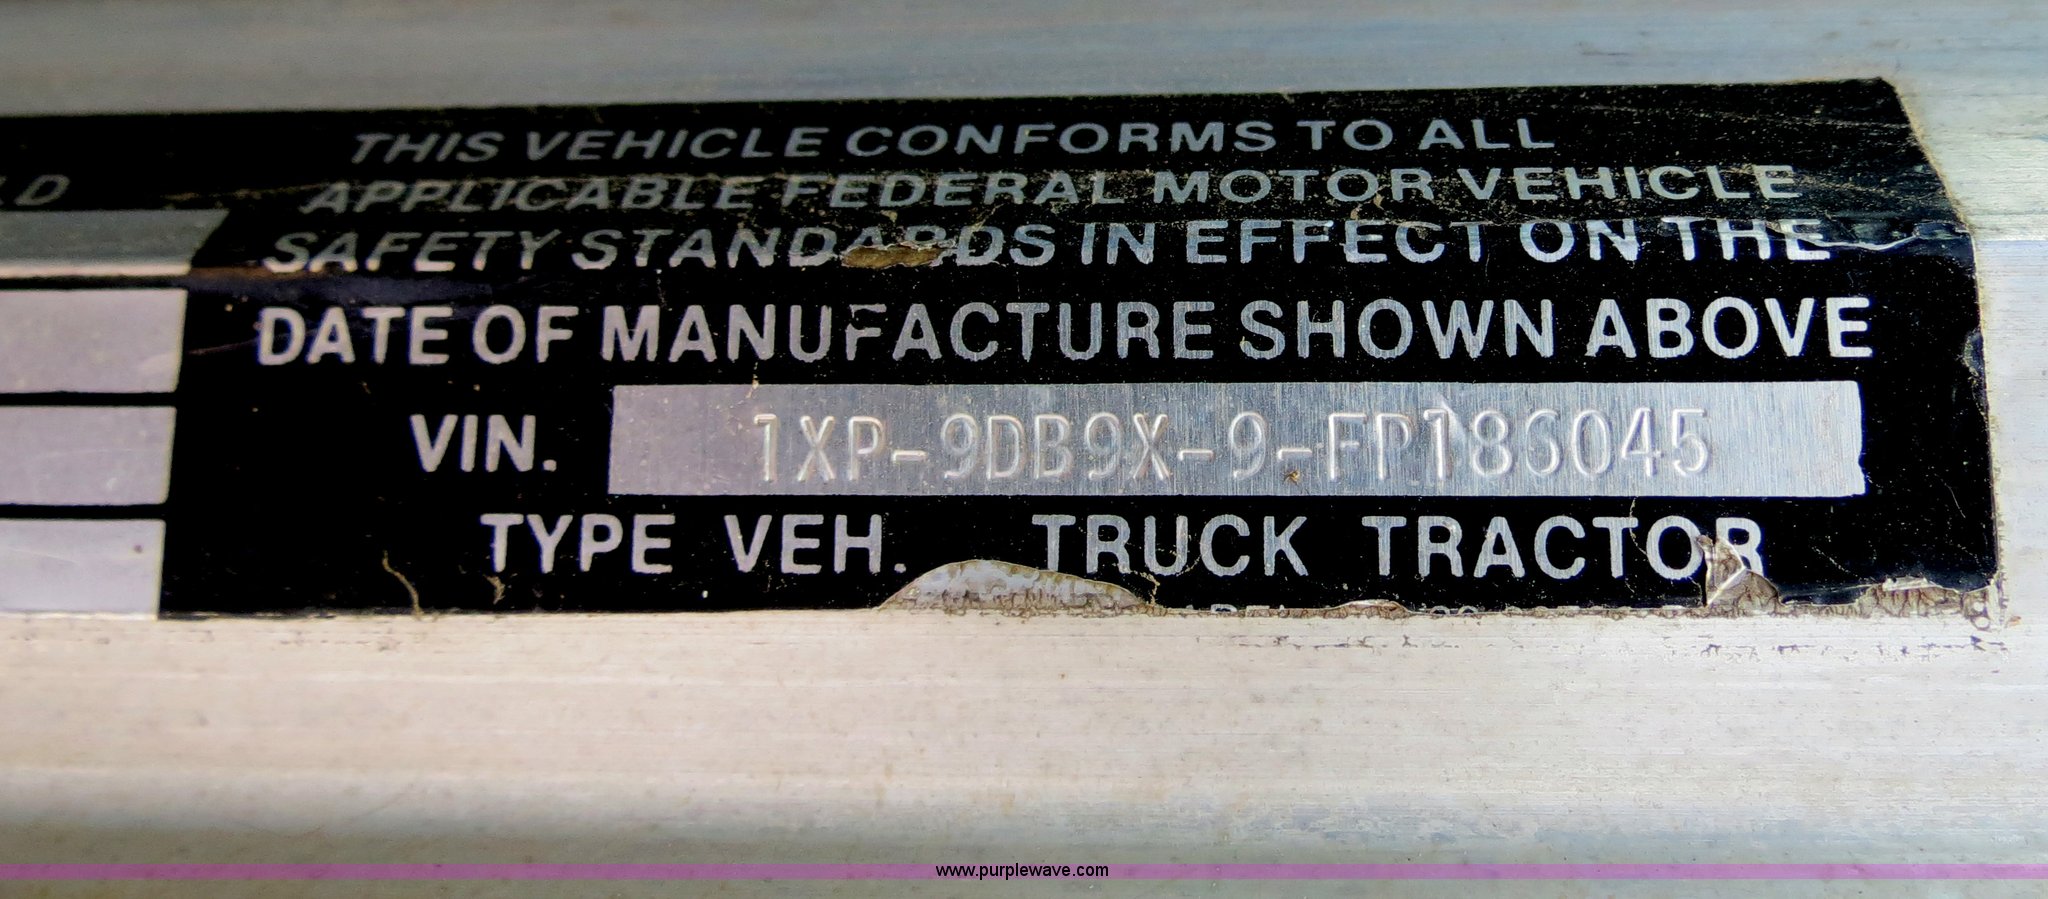 THIS VEHICLE CONFORMS TO ALL
APPLICABLE FEDERAL MOTOR VEHICLE
SAFETY STANDARDS IN EFFECT ON THE
DATE OF MANUFACTURE SHOWN ABOVE
VIN. 1XP-9DB9X-9-FP186045
TYPE VEH. TRUCK TRACTOR
www.purplewave.com